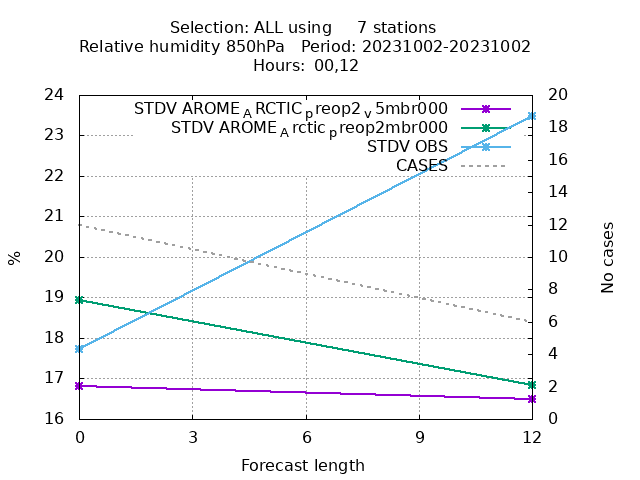 Selection: ALL using     7 stations
Relative humidity 850hPa   Period: 20231002-20231002
Hours:  00,12
24
23
22
21
20
19
18
17
16
20
18
16
14
12
10
8
6
4
2
0
STDV AROME_ARCTIC_preop2_v5mbr000
STDV AROME_Arctic_preop2mbr000
STDV OBS
CASES
%
No cases
0 3 6 9 12
Forecast length